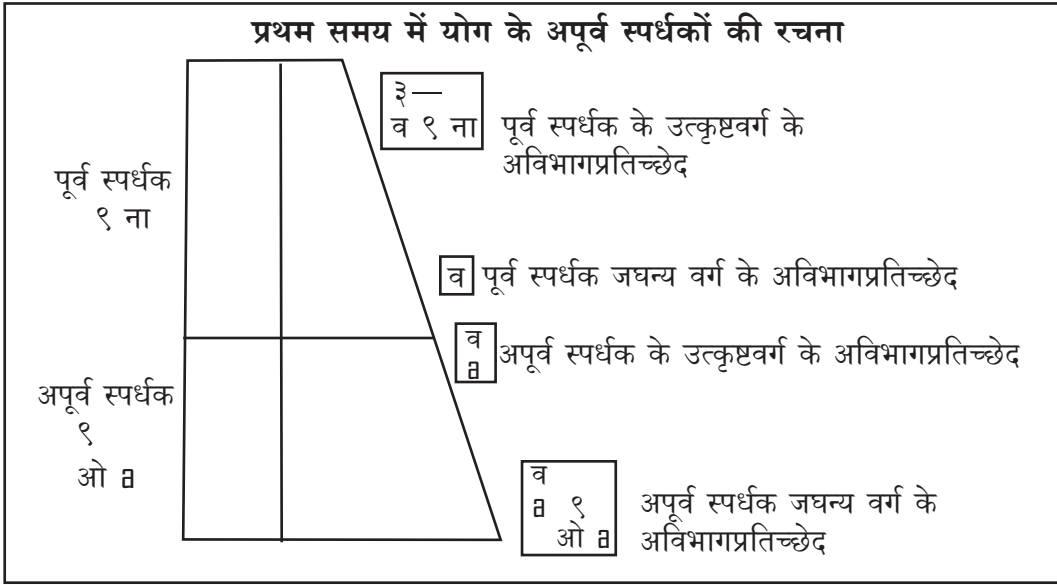 प्रथम समय में योग के अपूर्व स्पर्धकों की रचना
३—
व ९ ना
पूर्व स्पर्धक के उत्कृष्टवर्ग के
अविभागप्रतिच्छेद
पूर्व स्पर्धक
९ ना
व पूर्व स्पर्धक जघन्य वर्ग के अविभागप्रतिच्छेद
व
a
अपूर्व स्पर्धक के उत्कृष्टवर्ग के अविभागप्रतिच्छेद
अपूर्व स्पर्धक
९
ओ a
व
a ९
ओ a
अपूर्व स्पर्धक जघन्य वर्ग के
अविभागप्रतिच्छेद